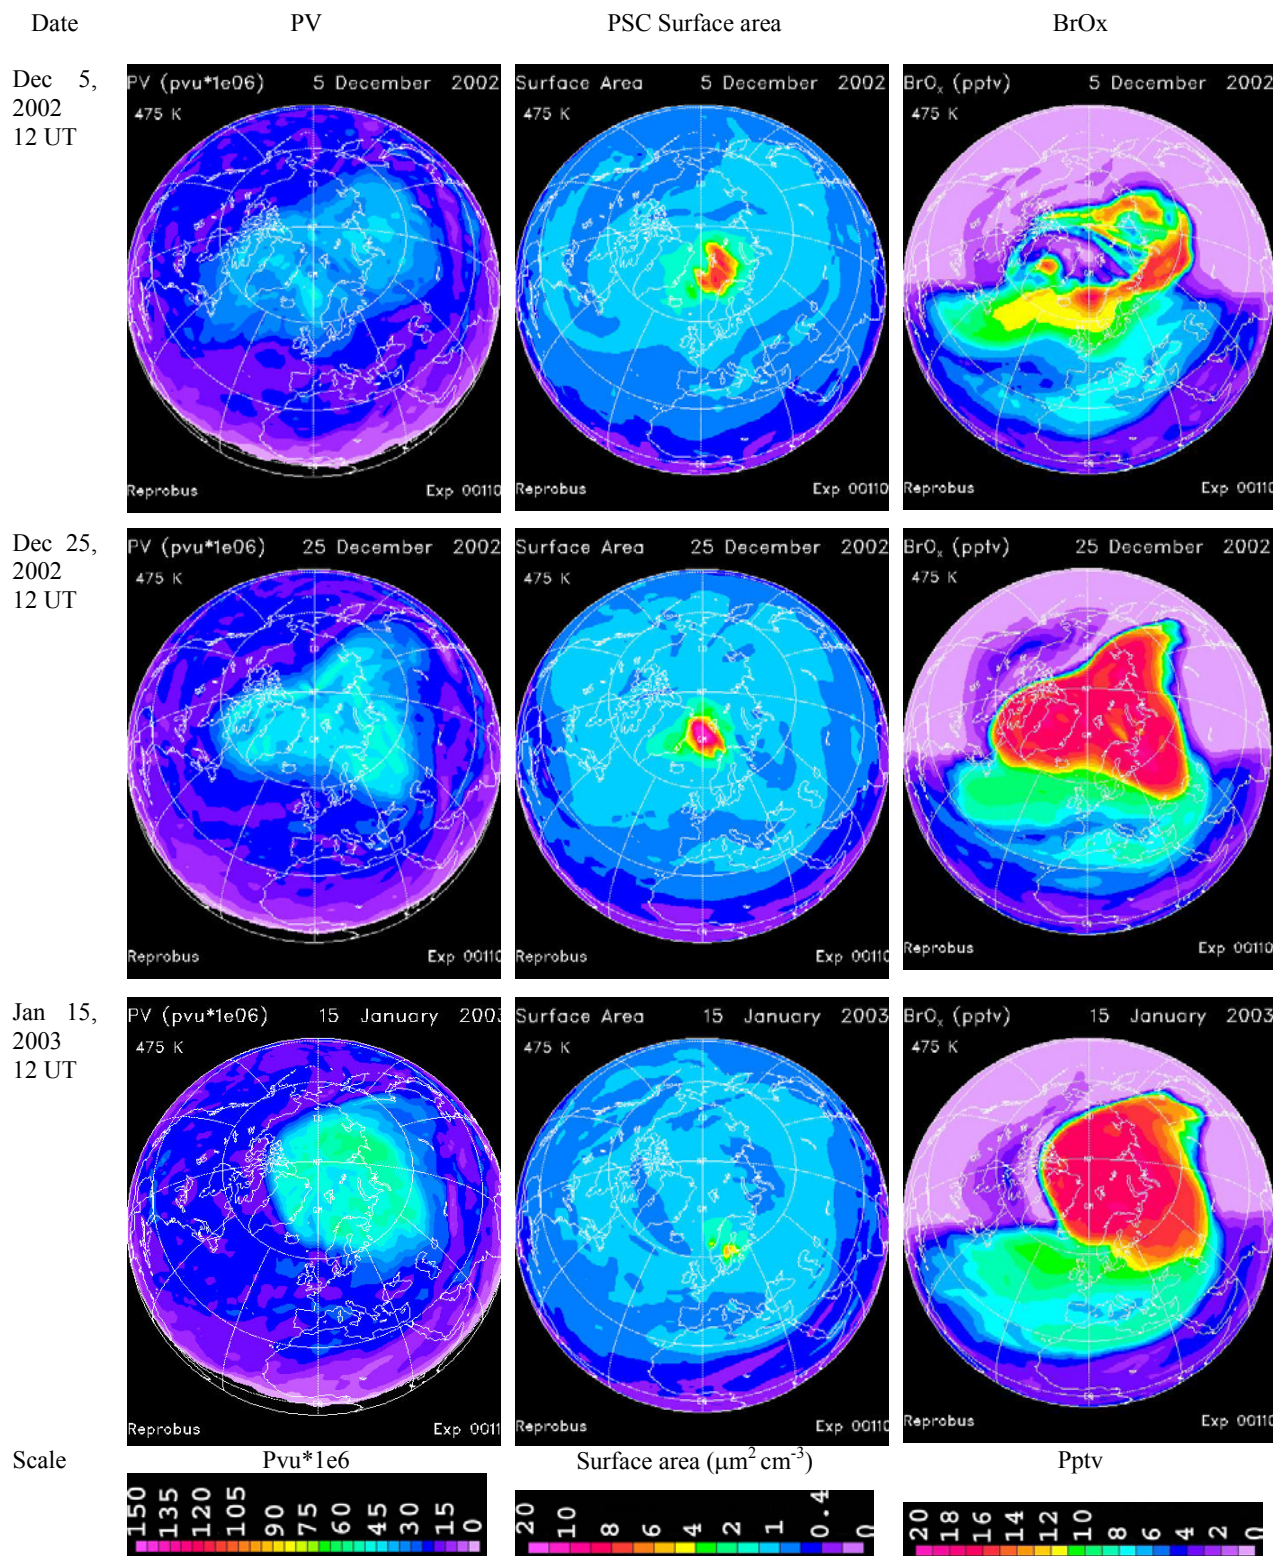 Date PV PSC Surface area BrOx
Dec 5, 2002 12 UT
PV (pvu*1e06) 5 December 2002
475 K
Reprobus Exp 00110
Surface Area 5 December 2002
475 K
Reprobus Exp 00110
BrOₓ (pptv) 5 December 2002
475 K
Reprobus Exp 00110
Dec 25, 2002 12 UT
PV (pvu*1e06) 25 December 2002
475 K
Reprobus Exp 00110
Surface Area 25 December 2002
475 K
Reprobus Exp 00110
BrOₓ (pptv) 25 December 2002
475 K
Reprobus Exp 00110
Jan 15, 2003 12 UT
PV (pvu*1e06) 15 January 2003
475 K
Reprobus Exp 00110
Surface Area 15 January 2003
475 K
Reprobus Exp 00110
BrOₓ (pptv) 15 January 2003
475 K
Reprobus Exp 00110
Scale Pvu*1e6 Surface area (µm² cm⁻³) Pptv
150 135 120 105 90 75 60 45 30 15 0
20 10 8 6 4 2 1 0.4 0
20 18 16 14 12 10 8 6 4 2 0